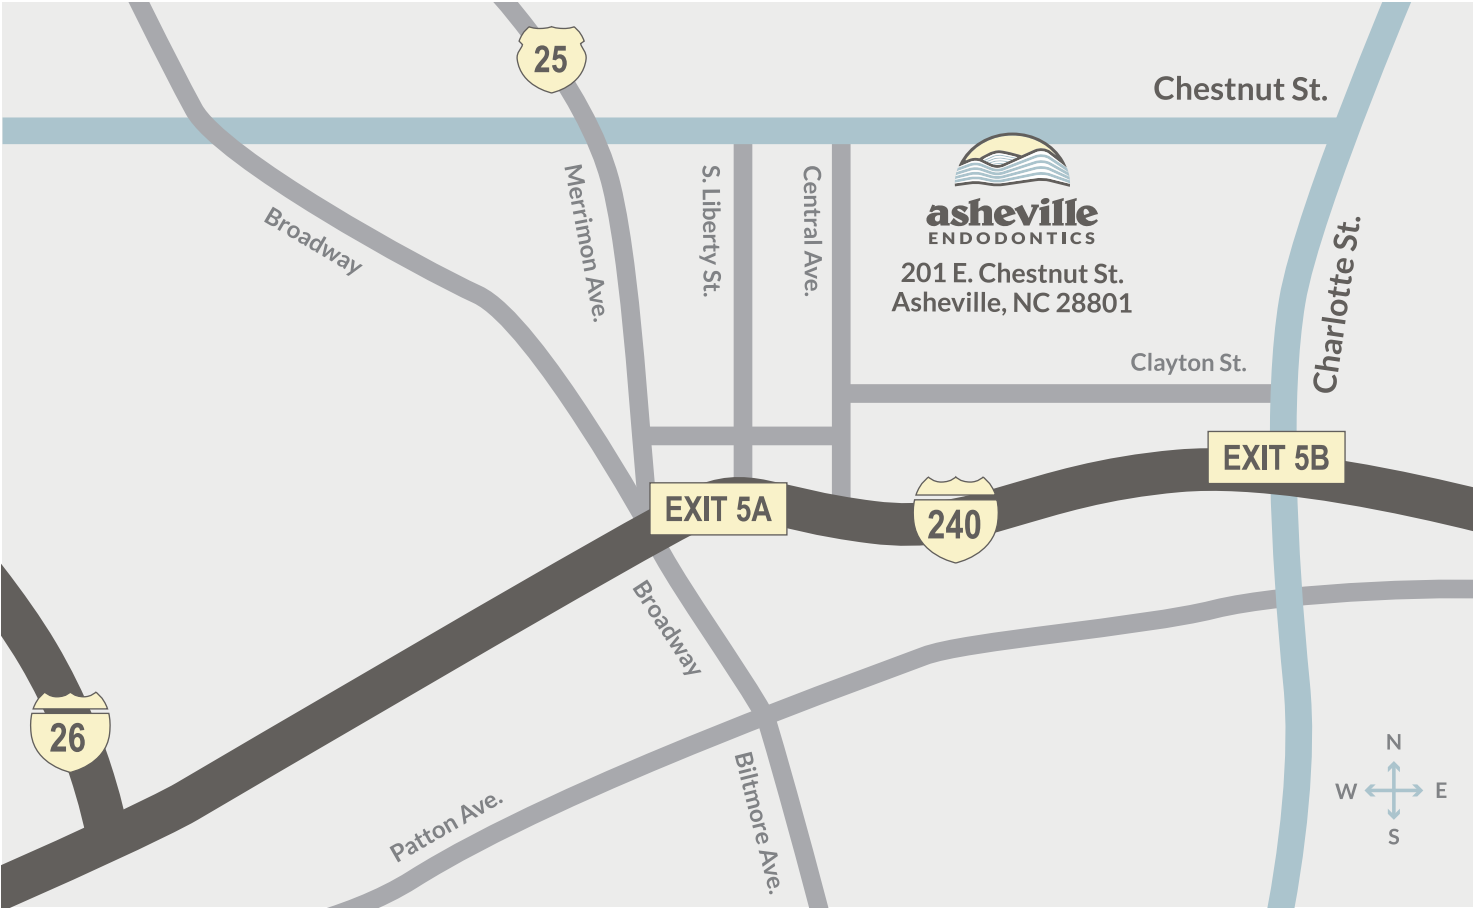 25
Chestnut St.
Broadway
Merrimon Ave.
S. Liberty St.
Central Ave.
asheville
ENDODONTICS
201 E. Chestnut St.
Asheville, NC 28801
Charlotte St.
Clayton St.
EXIT 5B
EXIT 5A
240
Broadway
26
Patton Ave.
Biltmore Ave.
N
W
E
S